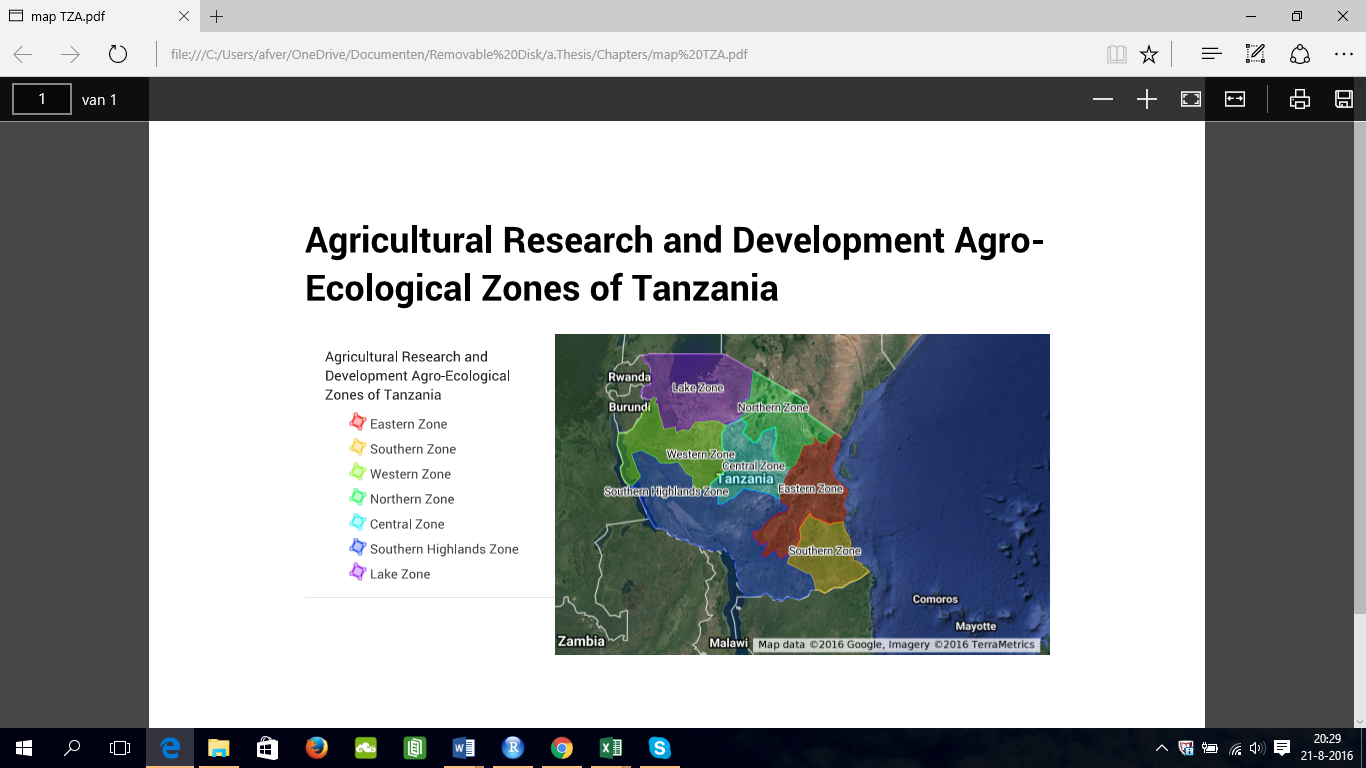 map TZA.pdf
file:///C:/Users/afver/OneDrive/Documenten/Removable%20Disk/a.Thesis/Chapters/map%20TZA.pdf
1 van 1
Agricultural Research and Development Agro-
Ecological Zones of Tanzania
Agricultural Research and
Development Agro-Ecological
Zones of Tanzania
Eastern Zone
Southern Zone
Western Zone
Northern Zone
Central Zone
Southern Highlands Zone
Lake Zone
Rwanda
Lake Zone
Burundi
Northern Zone
Western Zone
Central Zone
Tanzania
Southern Highlands Zone
Eastern Zone
Southern Zone
Comoros
Mayotte
Zambia
Malawi
Map data ©2016 Google, Imagery ©2016 TerraMetrics
20:29
21-8-2016